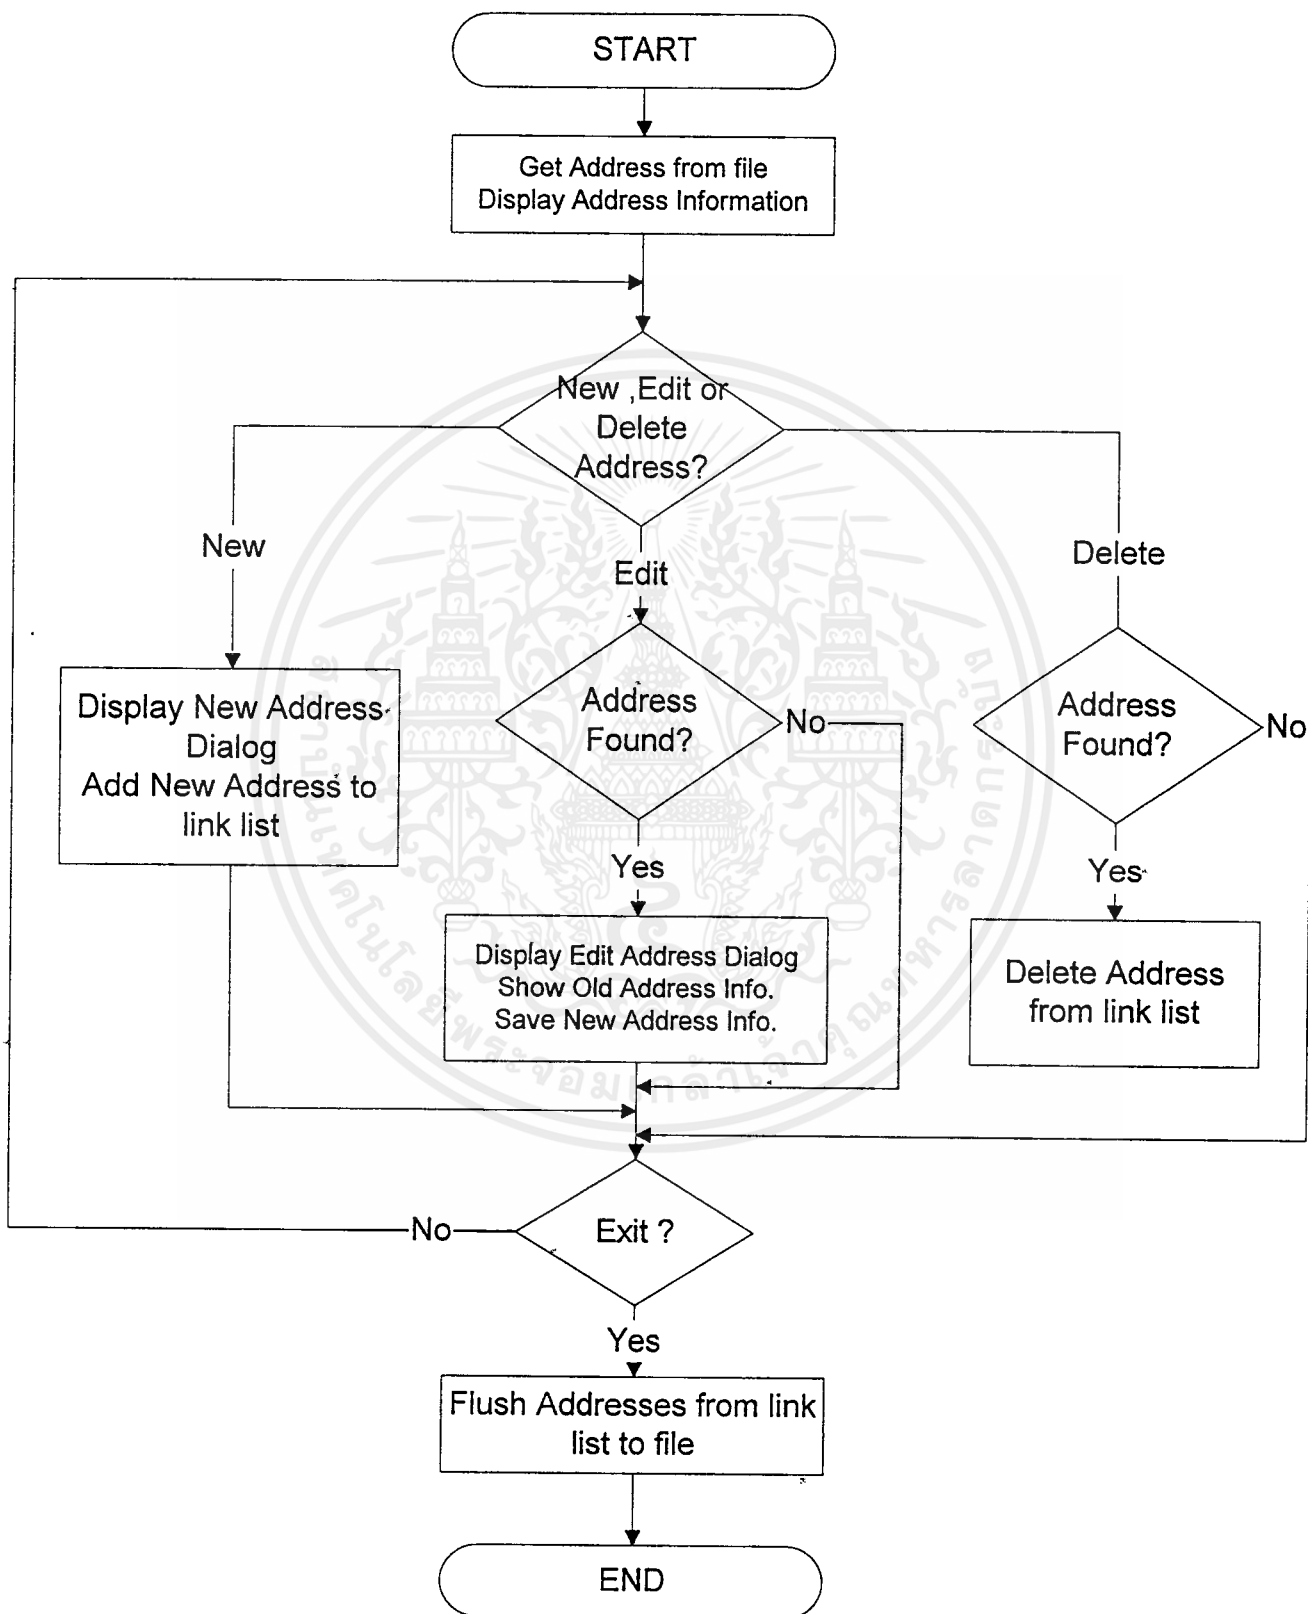 START
Get Address from file
Display Address Information
New ,Edit or
Delete
Address?
New
Edit
Delete
Display New Address
Dialog
Add New Address to
link list
Address
Found?
No
Address
Found?
No
Yes
Yes
Display Edit Address Dialog
Show Old Address Info.
Save New Address Info.
Delete Address
from link list
No
Exit ?
Yes
Flush Addresses from link
list to file
END